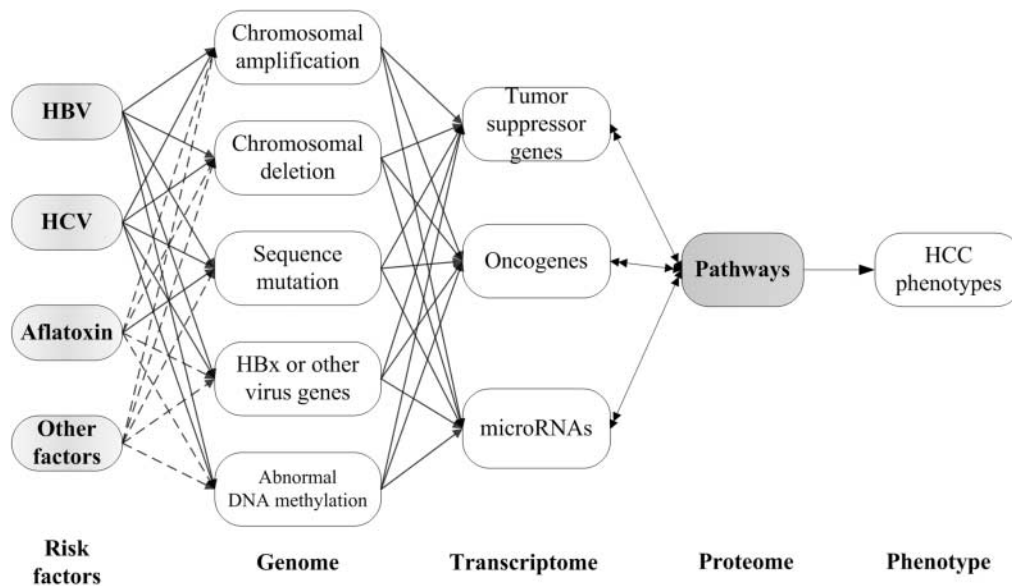 HBV
HCV
Aflatoxin
Other
factors
Risk
factors
Chromosomal
amplification
Chromosomal
deletion
Sequence
mutation
HBx or other
virus genes
Abnormal
DNA methylation
Genome
Tumor
suppressor
genes
Oncogenes
microRNAs
Transcriptome
Pathways
Proteome
HCC
phenotypes
Phenotype